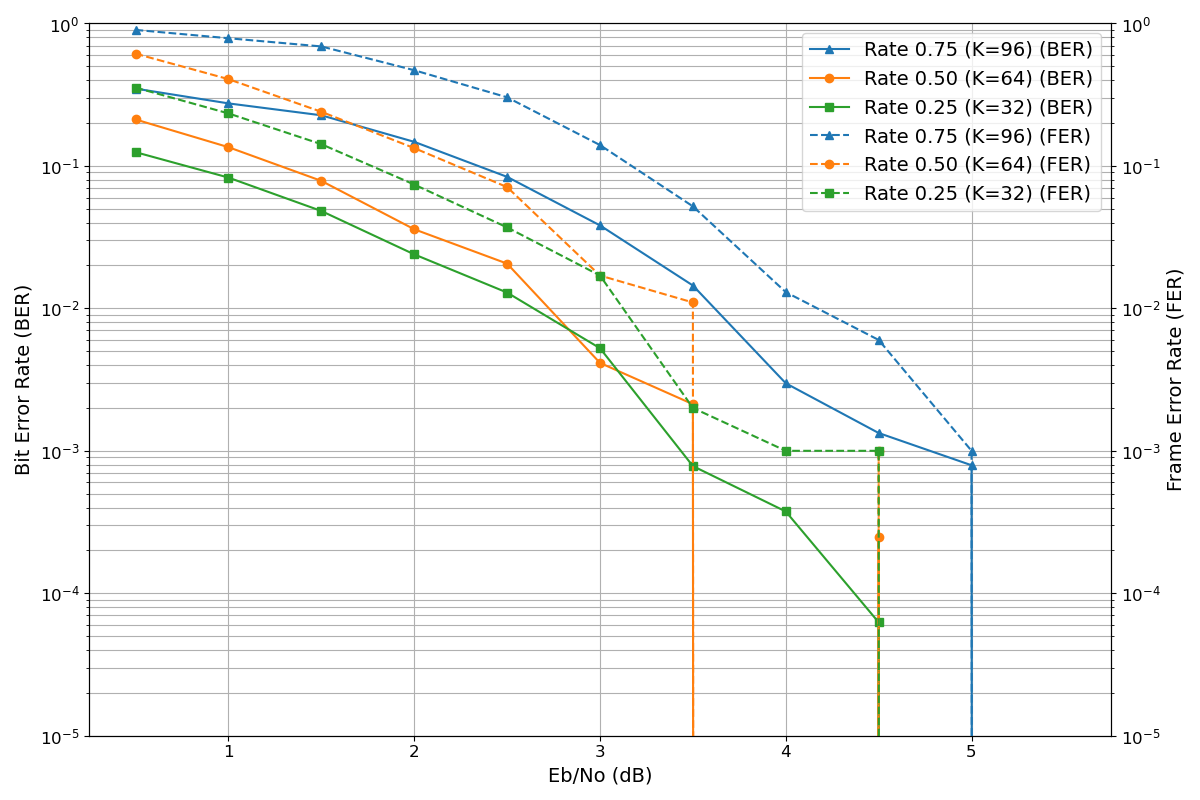 Rate 0.75 (K=96) (BER)
Rate 0.50 (K=64) (BER)
Rate 0.25 (K=32) (BER)
Rate 0.75 (K=96) (FER)
Rate 0.50 (K=64) (FER)
Rate 0.25 (K=32) (FER)
Bit Error Rate (BER)
10⁰
10⁻¹
10⁻²
10⁻³
10⁻⁴
10⁻⁵
Frame Error Rate (FER)
10⁰
10⁻¹
10⁻²
10⁻³
10⁻⁴
10⁻⁵
1 2 3 4 5
Eb/No (dB)